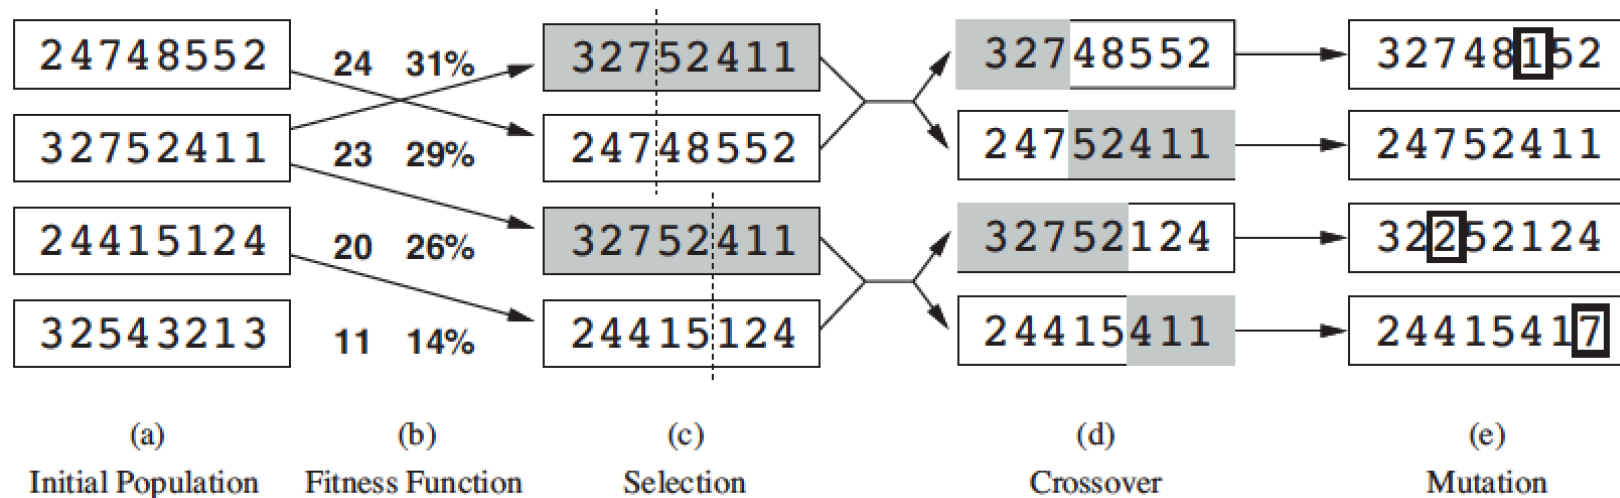 24748552 24 31% 32752411 32748552 32748152
32752411 23 29% 24748552 24752411 24752411
24415124 20 26% 32752411 32752124 32252124
32543213 11 14% 24415124 24415411 24415417
(a) (b) (c) (d) (e)
Initial Population Fitness Function Selection Crossover Mutation